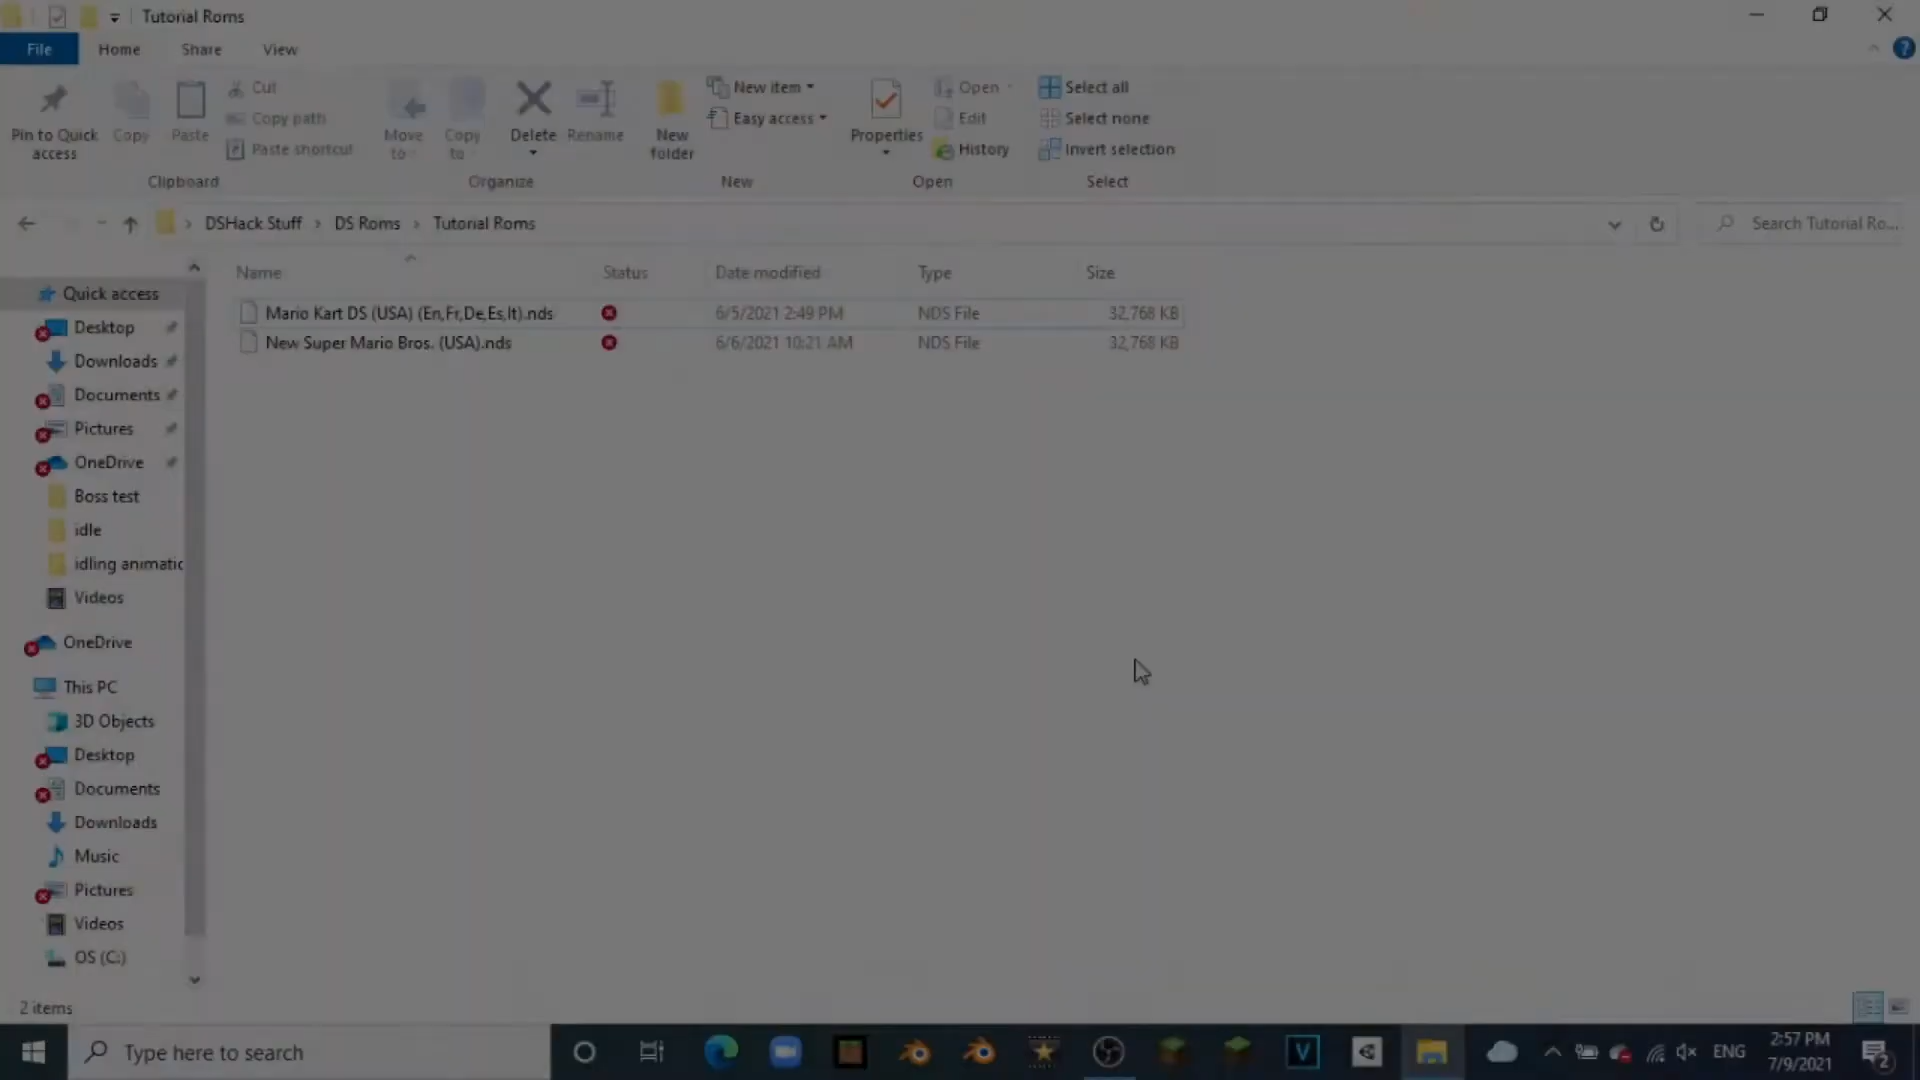 Tutorial Roms
File Home Share View
Pin to Quick access
Copy
Paste
Cut
Copy path
Paste shortcut
Clipboard
Move to
Copy to
Delete
Rename
Organize
New folder
New item
Easy access
New
Properties
Open
Edit
History
Open
Select all
Select none
Invert selection
Select
DSHack Stuff › DS Roms › Tutorial Roms
Search Tutorial Ro...
Name Status Date modified Type Size
Mario Kart DS (USA) (En,Fr,De,Es,It).nds 6/5/2021 2:49 PM NDS File 32,768 KB
New Super Mario Bros. (USA).nds 6/6/2021 10:21 AM NDS File 32,768 KB
Quick access
Desktop
Downloads
Documents
Pictures
OneDrive
Boss test
idle
idling animatic
Videos
OneDrive
This PC
3D Objects
Desktop
Documents
Downloads
Music
Pictures
Videos
OS (C:)
2 items
Type here to search
V
ENG
2:57 PM
7/9/2021
2